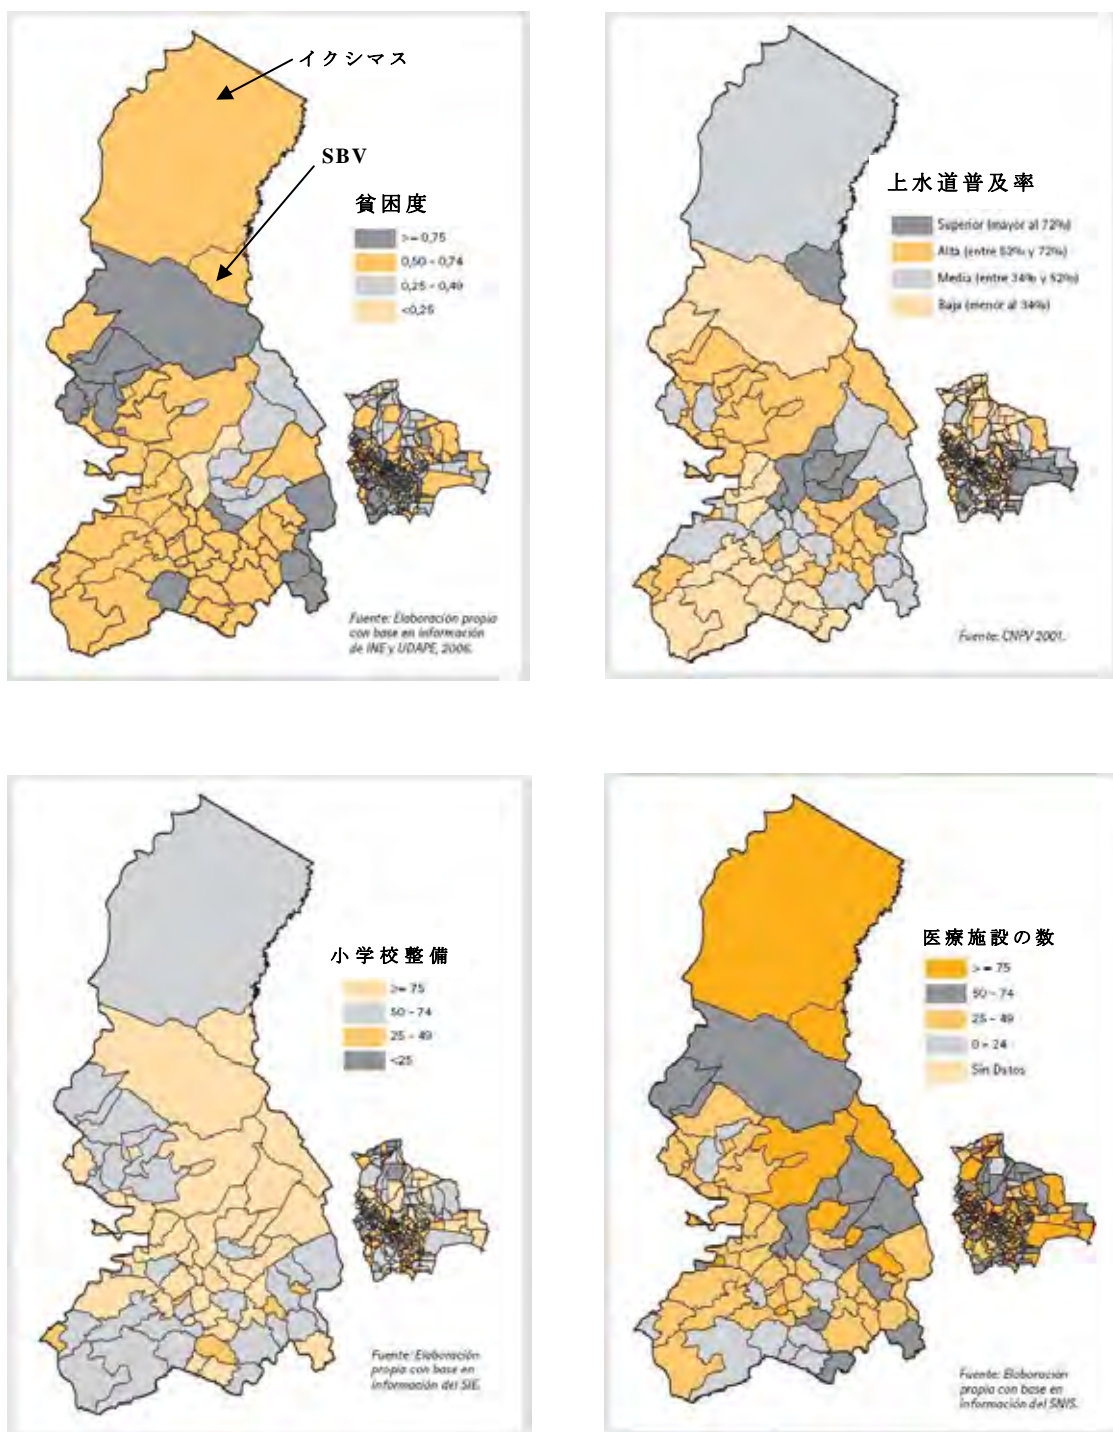 イクシマス
SBV
貧困度
>= 0,75
0,50 - 0,74
0,25 - 0,49
<0,25
Fuente: Elaboración propia
con base en información
de INE y UDAPE, 2006.
上水道普及率
Superior (mayor al 72%)
Alta (entre 52% y 72%)
Media (entre 34% y 52%)
Baja (menor al 34%)
Fuente: CNPV 2001.
小学校整備
>= 75
50 - 74
25 - 49
<25
Fuente: Elaboración
propia con base en
información del SIE.
医療施設の数
>= 75
50 - 74
25 - 49
0 - 24
Sin Datos
Fuente: Elaboración
propia con base en
información del SNIS.